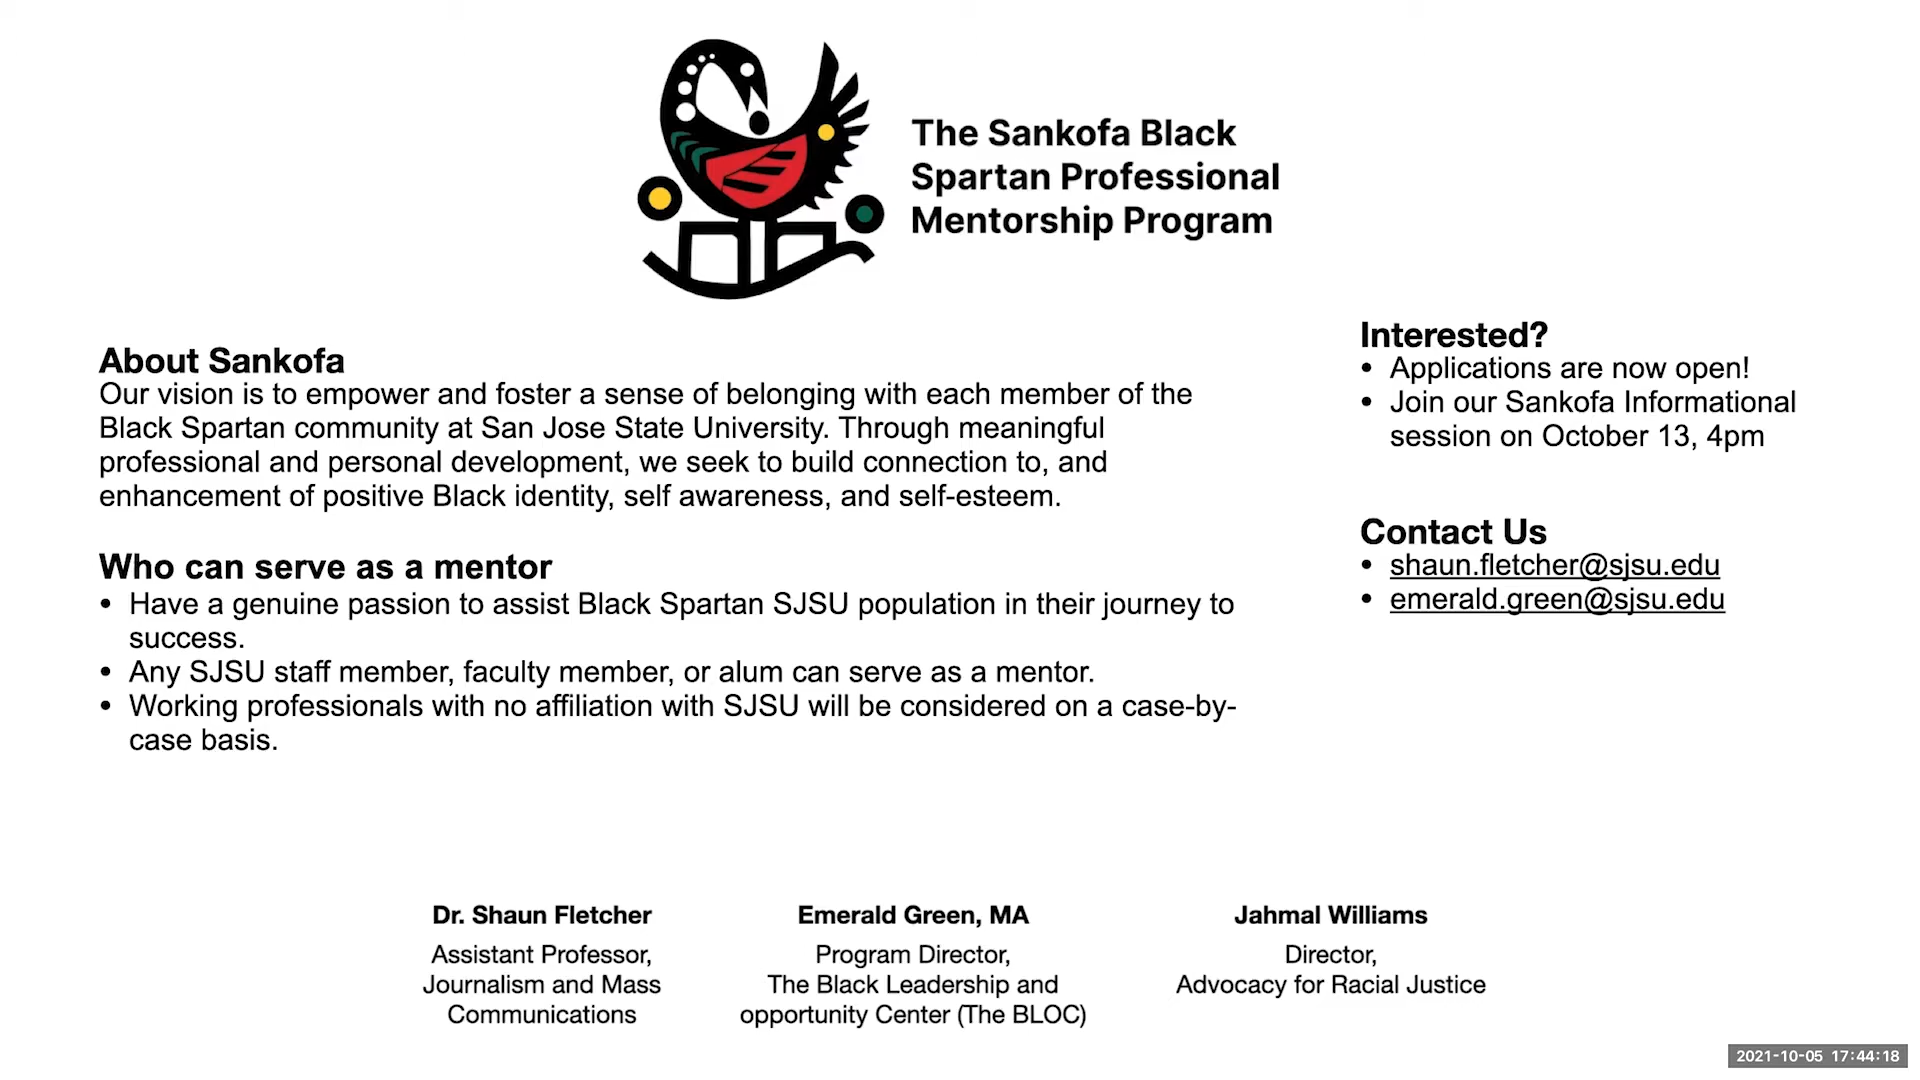 The Sankofa Black
Spartan Professional
Mentorship Program
About Sankofa
Our vision is to empower and foster a sense of belonging with each member of the
Black Spartan community at San Jose State University. Through meaningful
professional and personal development, we seek to build connection to, and
enhancement of positive Black identity, self awareness, and self-esteem.
Who can serve as a mentor
• Have a genuine passion to assist Black Spartan SJSU population in their journey to
success.
• Any SJSU staff member, faculty member, or alum can serve as a mentor.
• Working professionals with no affiliation with SJSU will be considered on a case-by-
case basis.
Interested?
• Applications are now open!
• Join our Sankofa Informational
session on October 13, 4pm
Contact Us
• shaun.fletcher@sjsu.edu
• emerald.green@sjsu.edu
Dr. Shaun Fletcher
Assistant Professor,
Journalism and Mass
Communications
Emerald Green, MA
Program Director,
The Black Leadership and
opportunity Center (The BLOC)
Jahmal Williams
Director,
Advocacy for Racial Justice
2021-10-05 17:44:18